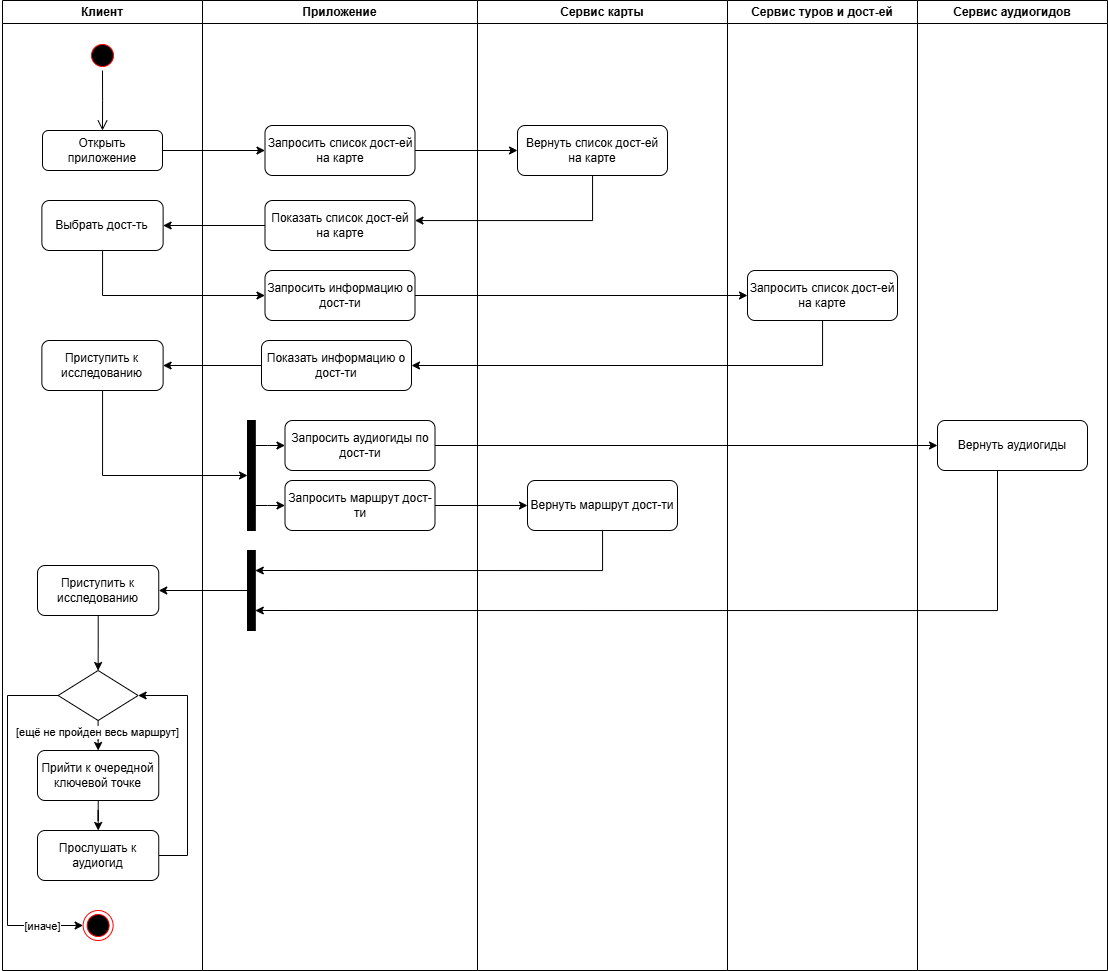 Клиент
Приложение
Сервис карты
Сервис туров и дост-ей
Сервис аудиогидов
Открыть
приложение
Запросить список дост-ей
на карте
Вернуть список дост-ей
на карте
Выбрать дост-ть
Показать список дост-ей
на карте
Запросить информацию о
дост-ти
Запросить список дост-ей
на карте
Приступить к
исследованию
Показать информацию о
дост-ти
Запросить аудиогиды по
дост-ти
Вернуть аудиогиды
Запросить маршрут дост-
ти
Вернуть маршрут дост-ти
Приступить к
исследованию
[ещё не пройден весь маршрут]
Прийти к очередной
ключевой точке
Прослушать к
аудиогид
[иначе]